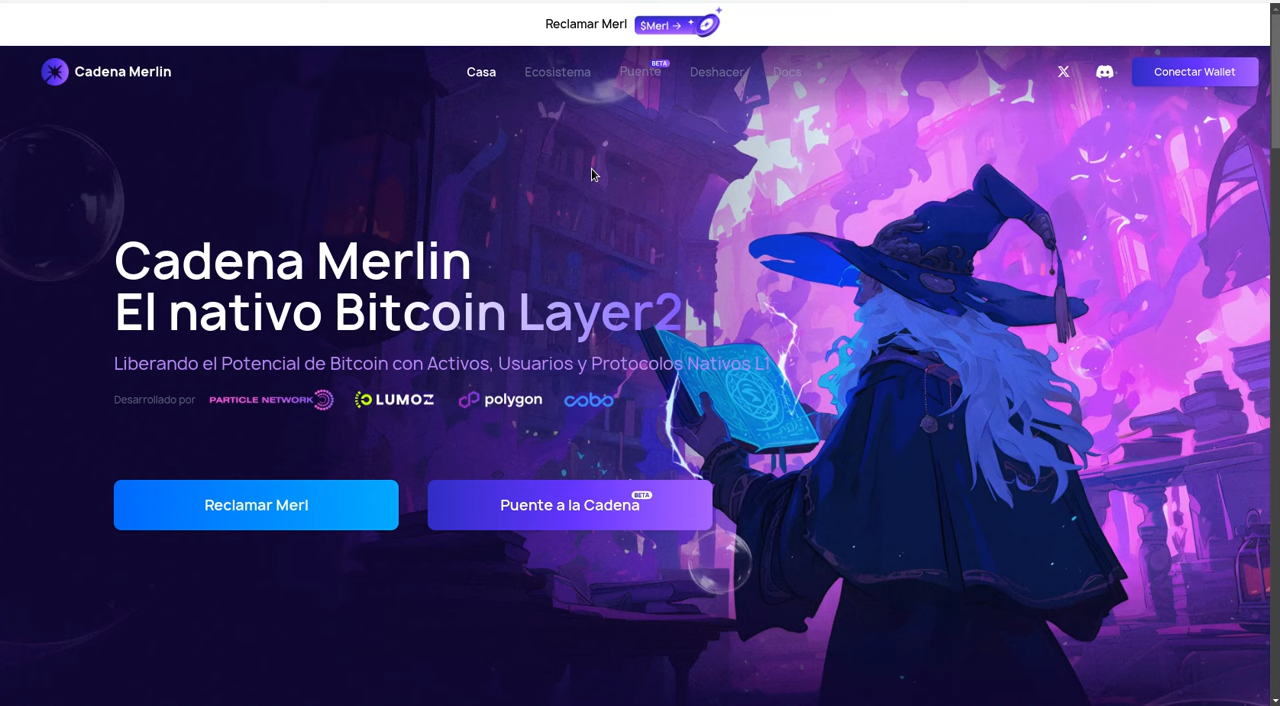 Reclamar Merl $Merl →
Cadena Merlin
Casa Ecosistema Puente BETA Deshacer Docs
Conectar Wallet
Cadena Merlin
El nativo Bitcoin Layer2
Liberando el Potencial de Bitcoin con Activos, Usuarios y Protocolos Nativos L1
Desarrollado por PARTICLE NETWORK LUMOZ polygon cobo
Reclamar Merl
Puente a la Cadena BETA